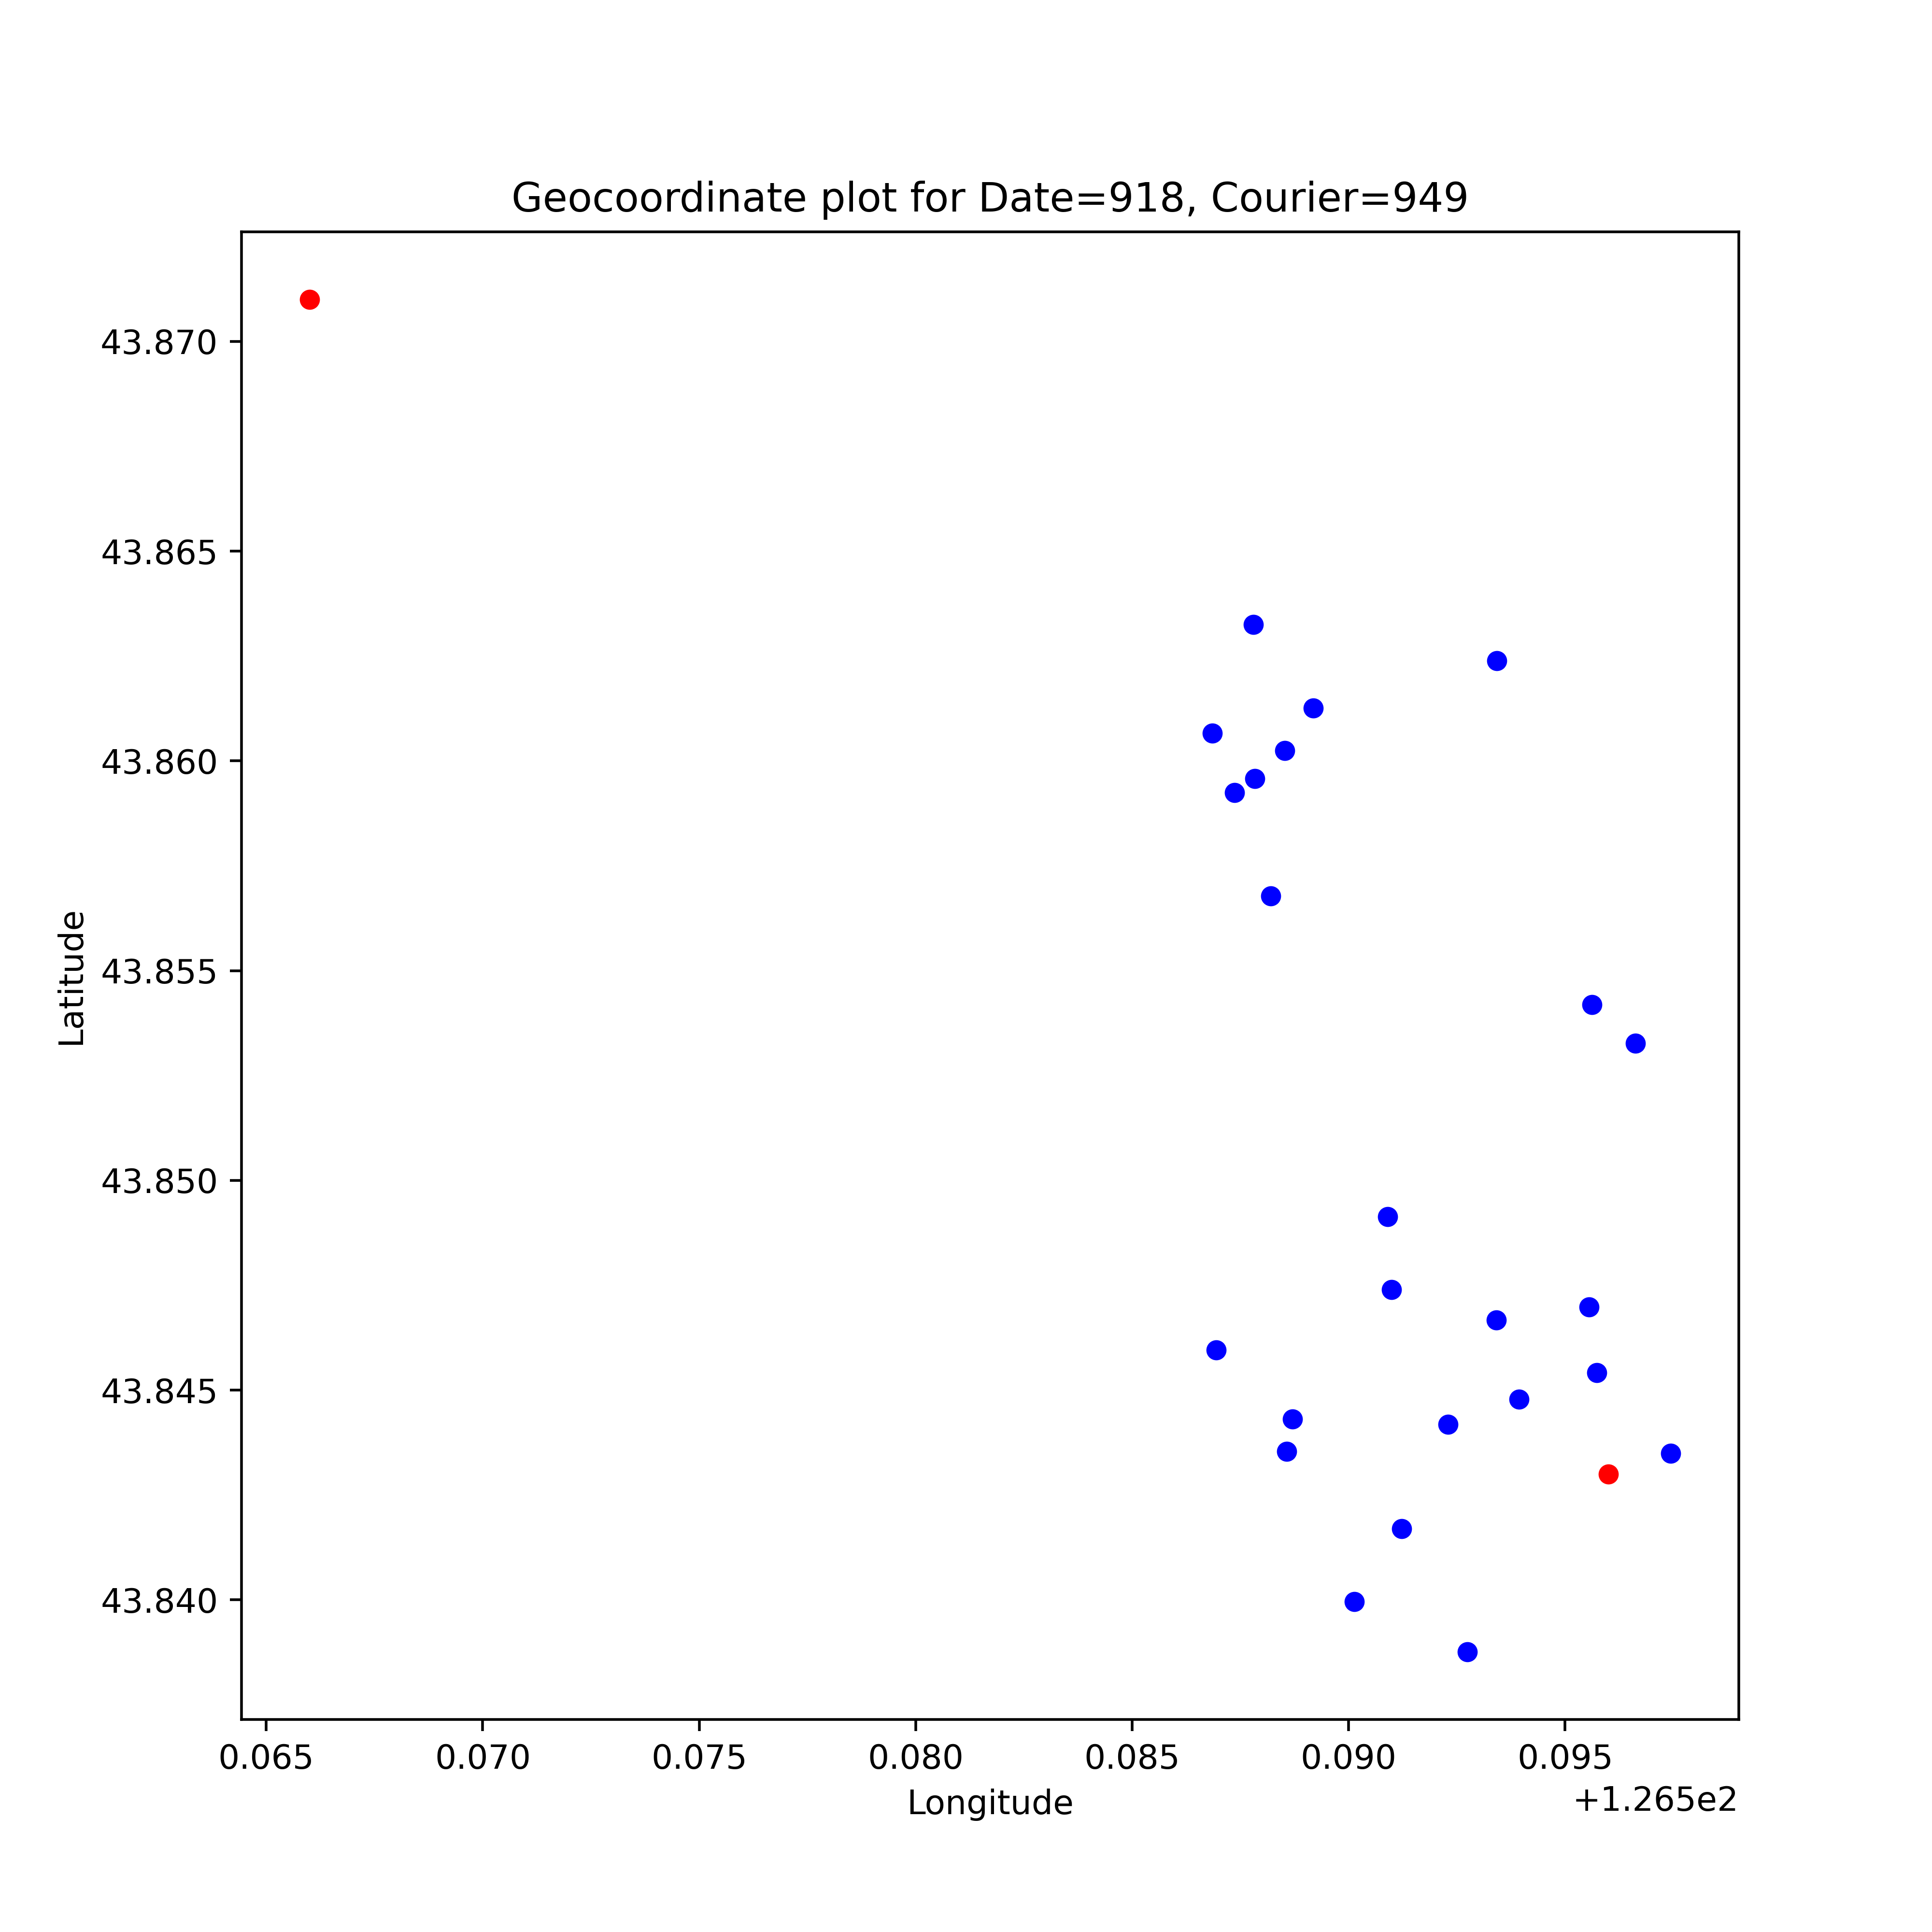 Geocoordinate plot for Date=918, Courier=949
Latitude
43.870
43.865
43.860
43.855
43.850
43.845
43.840
0.065 0.070 0.075 0.080 0.085 0.090 0.095
Longitude
+1.265e2